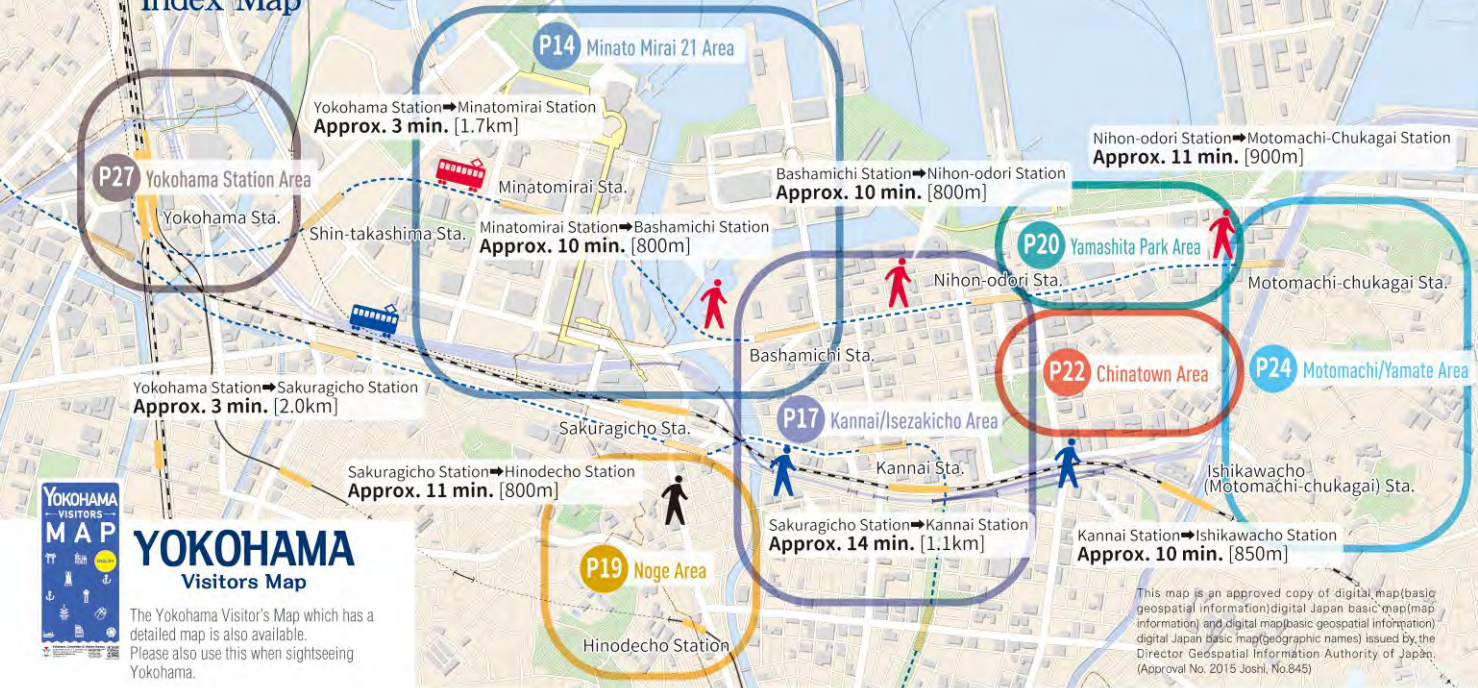 Index Map
P14 Minato Mirai 21 Area
Yokohama Station➡Minatomirai Station
Approx. 3 min. [1.7km]
Nihon-odori Station➡Motomachi-Chukagai Station
Approx. 11 min. [900m]
P27 Yokohama Station Area
Minatomirai Sta.
Bashamichi Station➡Nihon-odori Station
Approx. 10 min. [800m]
Yokohama Sta.
Shin-takashima Sta.
Minatomirai Station➡Bashamichi Station
Approx. 10 min. [800m]
P20 Yamashita Park Area
Nihon-odori Sta.
Motomachi-chukagai Sta.
Bashamichi Sta.
P22 Chinatown Area
P24 Motomachi/Yamate Area
Yokohama Station➡Sakuragicho Station
Approx. 3 min. [2.0km]
Sakuragicho Sta.
P17 Kannai/Isezakicho Area
Kannai Sta.
Ishikawacho
(Motomachi-chukagai) Sta.
Sakuragicho Station➡Hinodecho Station
Approx. 11 min. [800m]
Sakuragicho Station➡Kannai Station
Approx. 14 min. [1.1km]
Kannai Station➡Ishikawacho Station
Approx. 10 min. [850m]
P19 Noge Area
Hinodecho Station
YOKOHAMA
VISITORS
MAP
YOKOHAMA
Visitors Map
The Yokohama Visitor's Map which has a
detailed map is also available.
Please also use this when sightseeing
Yokohama.
This map is an approved copy of digital map(basic
geospatial information)digital Japan basic map(map
information) and digital map(basic geospatial information)
digital Japan basic map(geographic names) issued by the
Director Geospatial Information Authority of Japan.
(Approval No. 2015 Joshi, No.845)